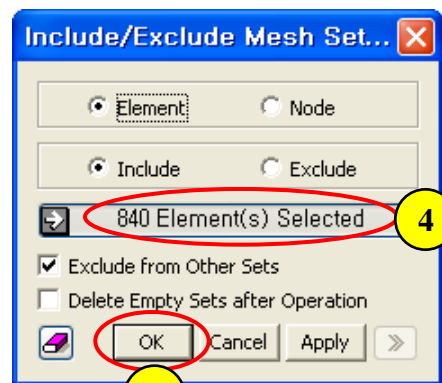 Include/Exclude Mesh Set...
Element Node
Include Exclude
840 Element(s) Selected 4
Exclude from Other Sets
Delete Empty Sets after Operation
OK Cancel Apply